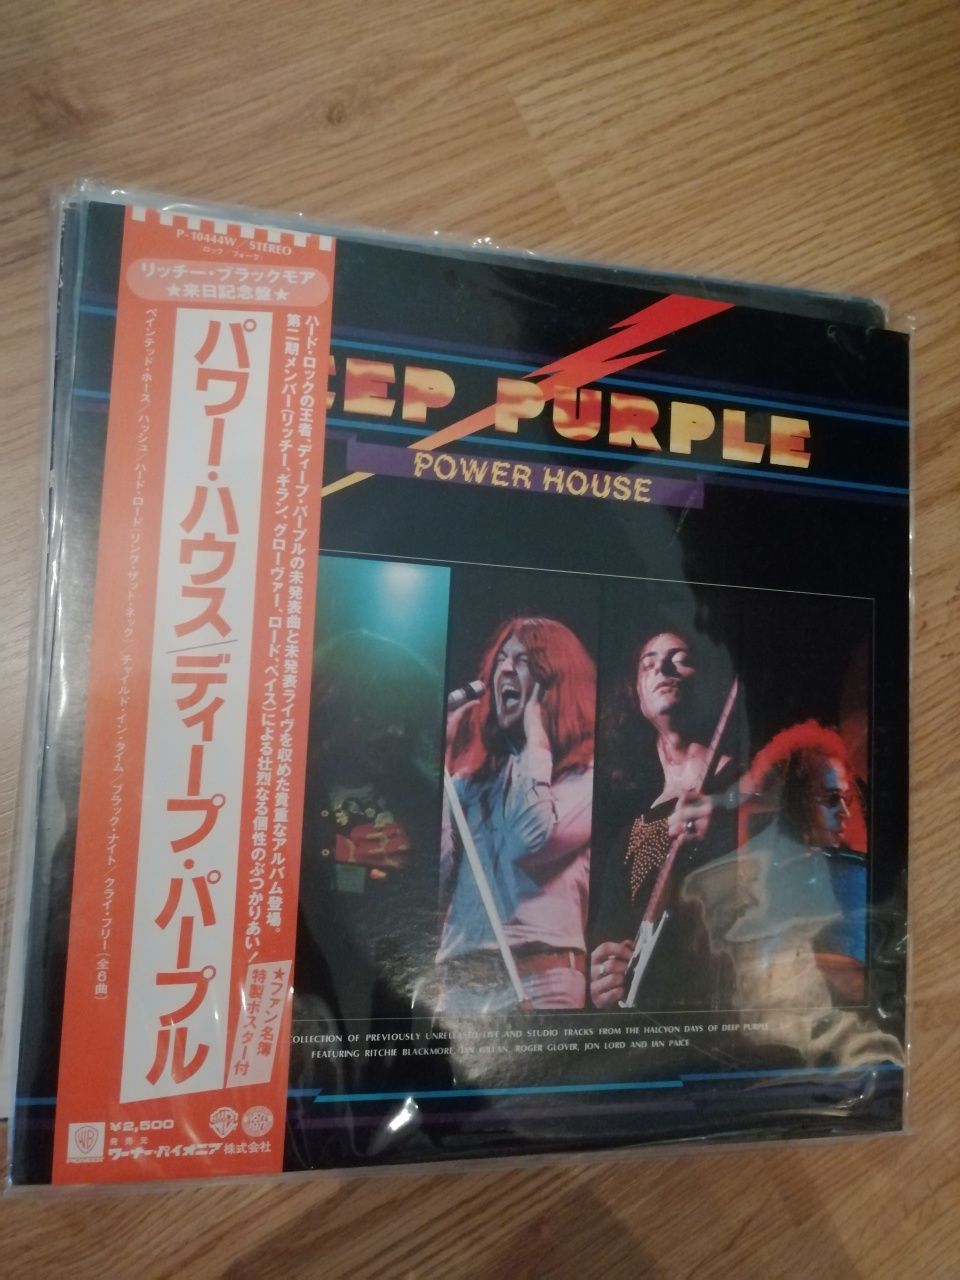 P-10444W/STEREO
ロック フォーク
リッチー・ブラックモア
★来日記念盤★
ハード・ロックの王者、ディープ・パープルの未発表曲と未発表ライヴを収めた貴重なアルバム登場。
第二期メンバー(リッチー、ギラン、グローヴァー、ロード、ペイス)による壮烈なる個性のぶつかりあい!
パワー・ハウス/ディープ・パープル
ペインテッド・ホース/ハッシュ/ハード・ロード(リング・ザット・ネック)/チャイルド・イン・タイム/ブラック・ナイト/クライ・フリー(全6曲)
★ファン名簿
特製ポスター付
¥2,500
発売元
ワーナー・パイオニア株式会社
EEP PURPLE
POWER HOUSE
COLLECTION OF PREVIOUSLY UNRELEASED LIVE AND STUDIO TRACKS FROM THE HALCYON DAYS OF DEEP PURPLE
FEATURING RITCHIE BLACKMORE, IAN GILLAN, ROGER GLOVER, JON LORD AND IAN PAICE